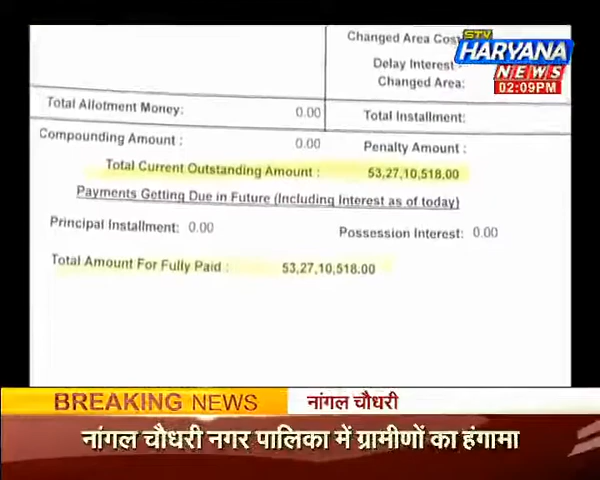 Changed Area Cost
STV
HARYANA
NEWS
02:09PM
Delay Interest :
Changed Area:
Total Allotment Money: 0.00
Total Installment:
Compounding Amount : 0.00
Penalty Amount :
Total Current Outstanding Amount : 53,27,10,518.00
Payments Getting Due in Future (Including Interest as of today)
Principal Installment: 0.00
Possession Interest: 0.00
Total Amount For Fully Paid : 53,27,10,518.00
BREAKING NEWS नांगल चौधरी
नांगल चौधरी नगर पालिका में ग्रामीणों का हंगामा